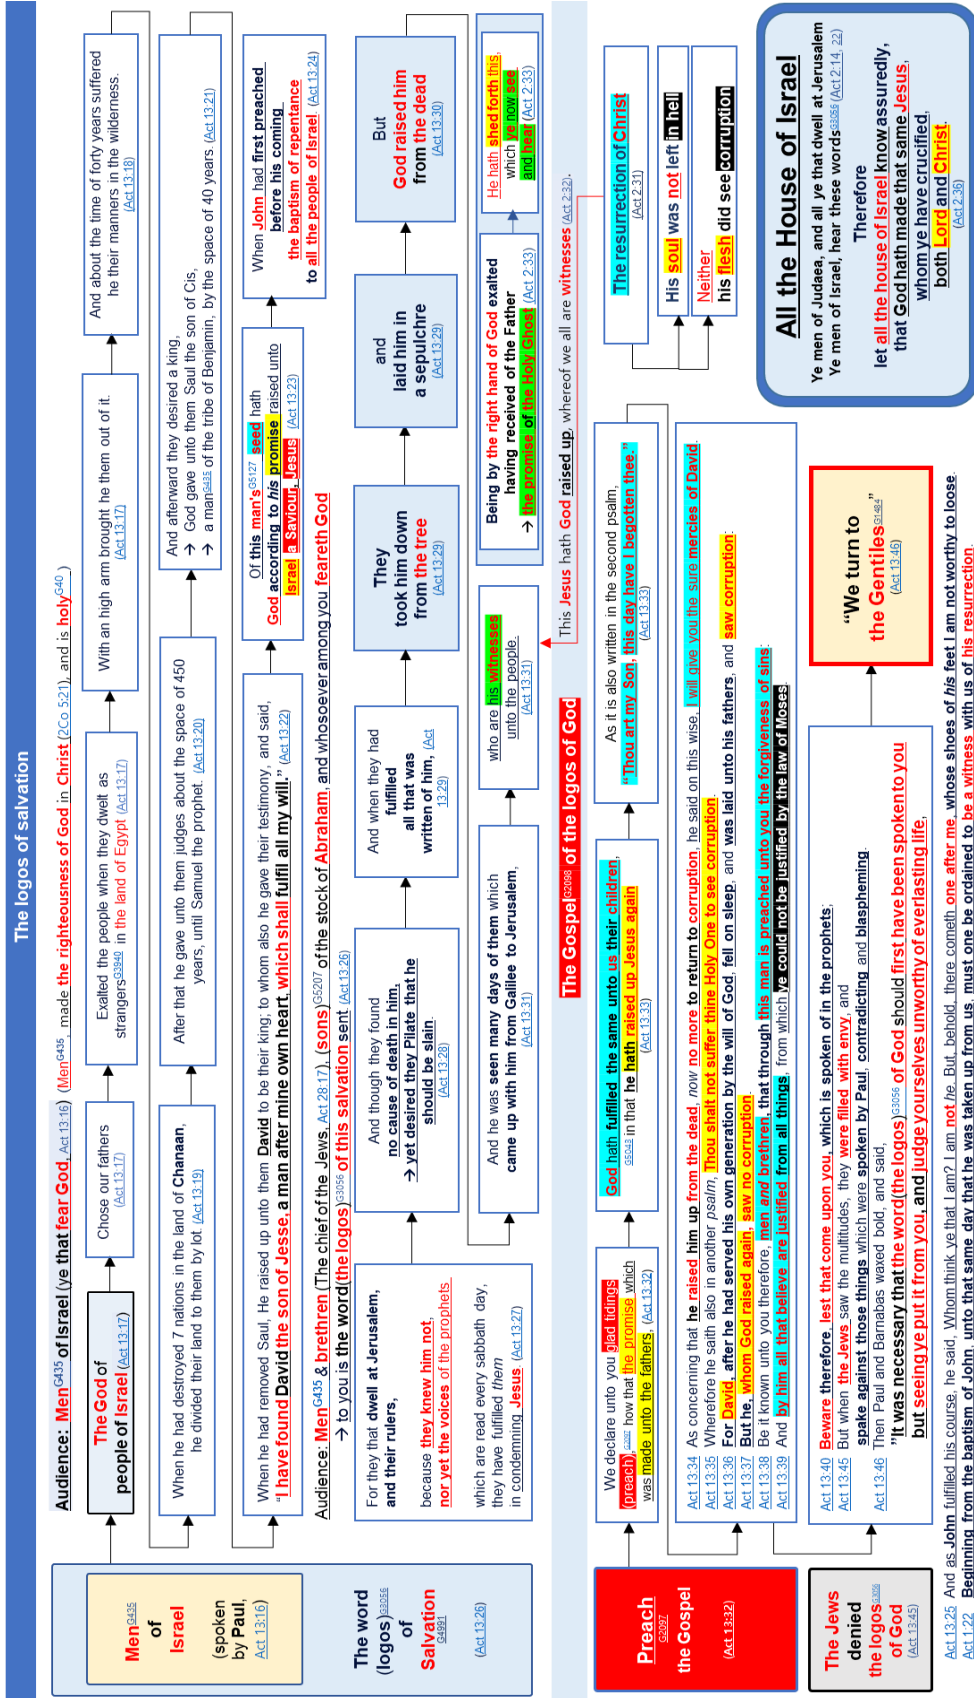 The logos of salvation
Men^G435
of
Israel
(spoken
by Paul,
Act 13:16)
Audience: Men^G435 of Israel (ye that fear God, Act 13:16) (Men^G435, made the righteousness of God in Christ (2Co 5:21), and is holy^G40 )
The God of
people of Israel (Act 13:17)
Chose our fathers
(Act 13:17)
Exalted the people when they dwelt as
strangers^G3940 in the land of Egypt (Act 13:17)
With an high arm brought he them out of it.
(Act 13:17)
And about the time of forty years suffered
he their manners in the wilderness.
(Act 13:18)
When he had destroyed 7 nations in the land of Chanaan,
he divided their land to them by lot. (Act 13:19)
After that he gave unto them judges about the space of 450
years, until Samuel the prophet. (Act 13:20)
And afterward they desired a king,
→ God gave unto them Saul the son of Cis,
→ a man^G435 of the tribe of Benjamin, by the space of 40 years. (Act 13:21)
When he had removed Saul, He raised up unto them David to be their king; to whom also he gave their testimony, and said,
“I have found David the son of Jesse, a man after mine own heart, which shall fulfil all my will.” (Act 13:22)
Of this man's^G5127 seed hath
God according to his promise raised unto
Israel a Saviour, Jesus (Act 13:23)
When John had first preached
before his coming
the baptism of repentance
to all the people of Israel. (Act 13:24)
The word
(logos)^G3056
of
Salvation
G4991
(Act 13:26)
Audience: Men^G435 & brethren (The chief of the Jews, Act 28:17), (sons)^G5207 of the stock of Abraham, and whosoever among you feareth God
→ to you is the word((the logos)^G3056 of this salvation sent (Act 13:26)
For they that dwell at Jerusalem,
and their rulers,
because they knew him not,
nor yet the voices of the prophets
which are read every sabbath day,
they have fulfilled them
in condemning Jesus. (Act 13:27)
And though they found
no cause of death in him,
→ yet desired they Pilate that he
should be slain.
(Act 13:28)
And when they had
fulfilled
all that was
written of him, (Act
13:29)
They
took him down
from the tree
(Act 13:29)
and
laid him in
a sepulchre
(Act 13:29)
But
God raised him
from the dead
(Act 13:30)
And he was seen many days of them which
came up with him from Galilee to Jerusalem,
(Act 13:31)
who are his witnesses
unto the people.
(Act 13:31)
Being by the right hand of God exalted
having received of the Father
→ the promise of the Holy Ghost (Act 2:33)
He hath shed forth this,
which ye now see
and hear (Act 2:33)
The Gospel^G2098 of the logos of God
This Jesus hath God raised up, whereof we all are witnesses (Act 2:32).
Preach
G2097
the Gospel
(Act 13:32)
We declare unto you glad tidings
(preach),^G2097 how that the promise which
was made unto the fathers, (Act 13:32)
God hath fulfilled the same unto us their children,
G5043 in that he hath raised up Jesus again
(Act 13:33)
As it is also written in the second psalm,
“Thou art my Son, this day have I begotten thee.”
(Act 13:33)
The resurrection of Christ
(Act 2:31)
His soul was not left in hell
Neither
his flesh did see corruption
Act 13:34 As concerning that he raised him up from the dead, now no more to return to corruption, he said on this wise, I will give you the sure mercies of David.
Act 13:35 Wherefore he saith also in another psalm, Thou shalt not suffer thine Holy One to see corruption.
Act 13:36 For David, after he had served his own generation by the will of God, fell on sleep, and was laid unto his fathers, and saw corruption:
Act 13:37 But he, whom God raised again, saw no corruption.
Act 13:38 Be it known unto you therefore, men and brethren, that through this man is preached unto you the forgiveness of sins:
Act 13:39 And by him all that believe are justified from all things, from which ye could not be justified by the law of Moses.
The Jews
denied
the logos^G3056
of God
(Act 13:45)
Act 13:40 Beware therefore, lest that come upon you, which is spoken of in the prophets;
Act 13:45 But when the Jews saw the multitudes, they were filled with envy, and
spake against those things which were spoken by Paul, contradicting and blaspheming.
Act 13:46 Then Paul and Barnabas waxed bold, and said,
"It was necessary that the word((the logos)^G3056 of God should first have been spoken to you
but seeing ye put it from you, and judge yourselves unworthy of everlasting life,
“We turn to
the Gentiles^G1484”
(Act 13:46)
All the House of Israel
Ye men of Judaea, and all ye that dwell at Jerusalem
Ye men of Israel, hear these words^G3056 (Act 2:14, 22)
Therefore
let all the house of Israel know assuredly,
that God hath made that same Jesus,
whom ye have crucified,
both Lord and Christ.
(Act 2:36)
Act 13:25 And as John fulfilled his course, he said, Whom think ye that I am? I am not he. But, behold, there cometh one after me, whose shoes of his feet I am not worthy to loose.
Act 1:22 Beginning from the baptism of John, unto that same day that he was taken up from us, must one be ordained to be a witness with us of his resurrection.